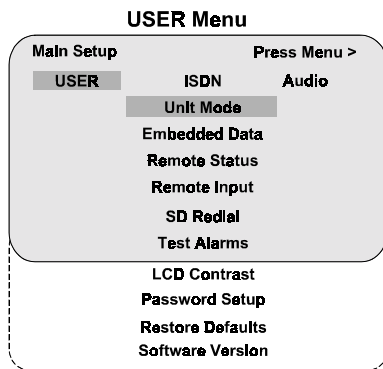 USER Menu
Main Setup Press Menu >
USER ISDN Audio
Unit Mode
Embedded Data
Remote Status
Remote Input
SD Redial
Test Alarms
LCD Contrast
Password Setup
Restore Defaults
Software Version